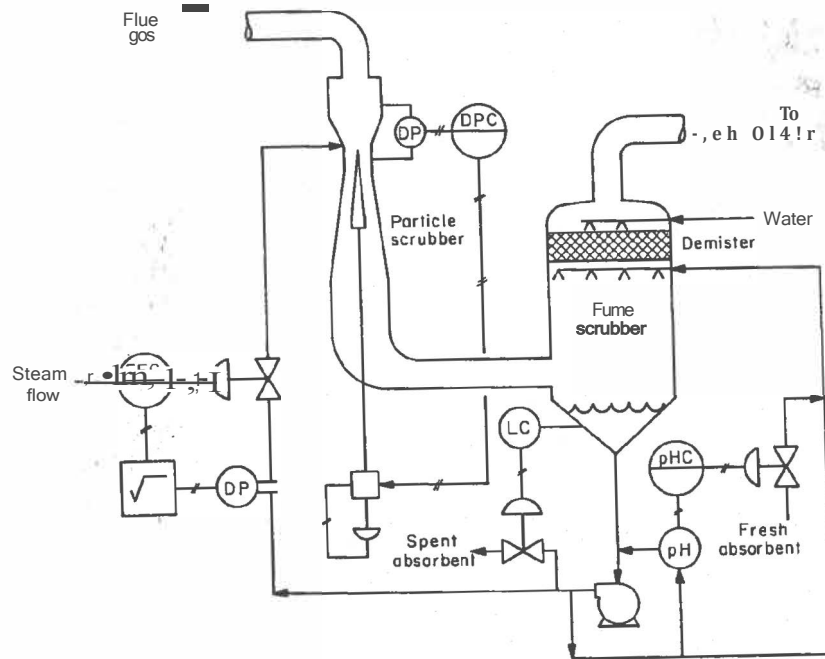 Flue
gos
DP
DPC
To
Particle
scrubber
Water
Demister
Fume
scrubber
Steam
flow
LC
pHC
√
DP
Spent
absorbent
pH
Fresh
absorbent